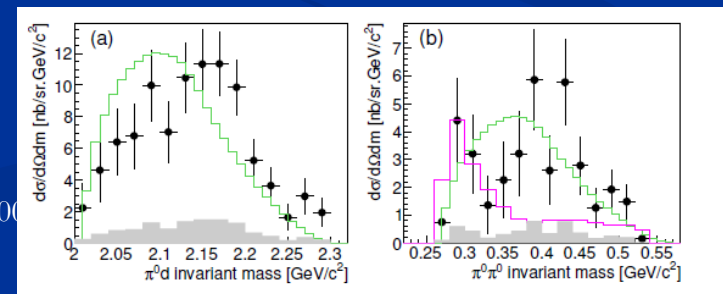 (a)
dσ/dΩdm [nb/sr.GeV/c²]
12
10
8
6
4
2
0
2 2.05 2.1 2.15 2.2 2.25 2.3
π⁰d invariant mass [GeV/c²]
(b)
dσ/dΩdm [nb/sr.GeV/c²]
7
6
5
4
3
2
1
0
0.25 0.3 0.35 0.4 0.45 0.5 0.55
π⁰π⁰ invariant mass [GeV/c²]